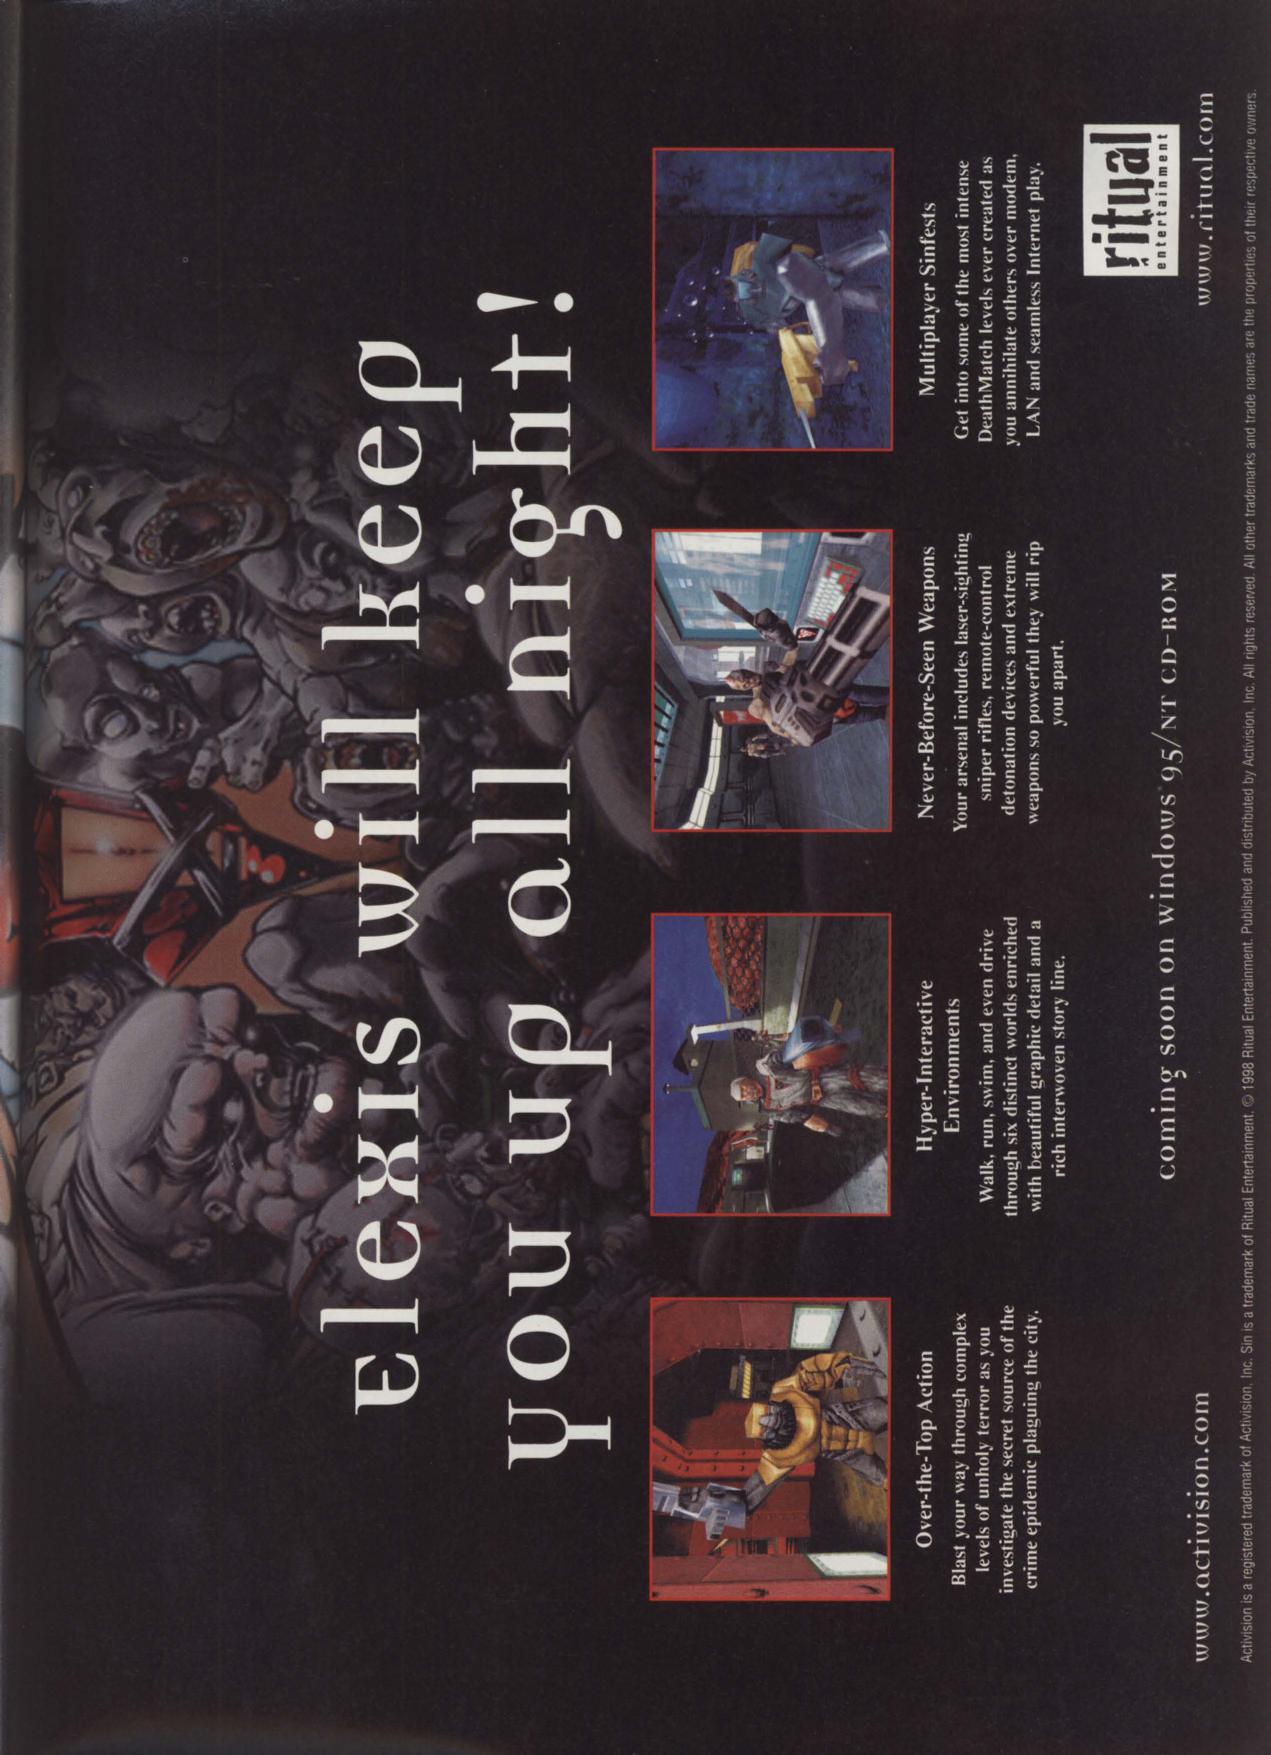 Elexis will keep
you up all night!
Over-the-Top Action
Blast your way through complex
levels of unholy terror as you
investigate the secret source of the
crime epidemic plaguing the city.
Hyper-Interactive
Environments
Walk, run, swim, and even drive
through six distinct worlds enriched
with beautiful graphic detail and a
rich interwoven story line.
Never-Before-Seen Weapons
Your arsenal includes laser-sighting
sniper rifles, remote-control
detonation devices and extreme
weapons so powerful they will rip
you apart.
Multiplayer Sinfests
Get into some of the most intense
DeathMatch levels ever created as
you annihilate others over modem,
LAN and seamless Internet play.
coming soon on windows® 95/NT CD-ROM
ritual
entertainment
www.activision.com
www.ritual.com
Activision is a registered trademark of Activision, Inc. Sin is a trademark of Ritual Entertainment. © 1998 Ritual Entertainment. Published and distributed by Activision, Inc. All rights reserved. All other trademarks and trade names are the properties of their respective owners.